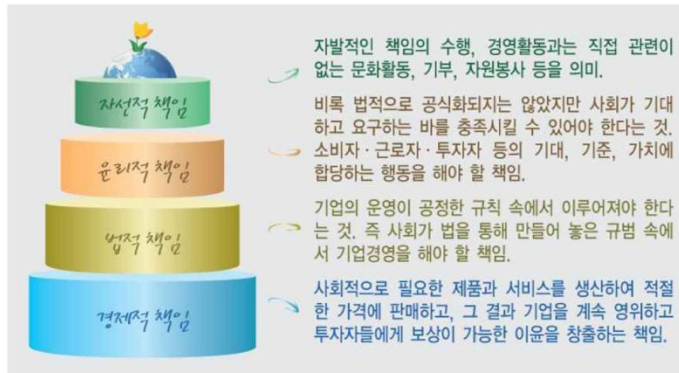 자선적 책임
자발적인 책임의 수행, 경영활동과는 직접 관련이
없는 문화활동, 기부, 자원봉사 등을 의미.
윤리적 책임
비록 법적으로 공식화되지는 않았지만 사회가 기대
하고 요구하는 바를 충족시킬 수 있어야 한다는 것.
소비자·근로자·투자자 등의 기대, 기준, 가치에
합당하는 행동을 해야 할 책임.
법적 책임
기업의 운영이 공정한 규칙 속에서 이루어져야 한다
는 것. 즉 사회가 법을 통해 만들어 놓은 규범 속에
서 기업경영을 해야 할 책임.
경제적 책임
사회적으로 필요한 제품과 서비스를 생산하여 적절
한 가격에 판매하고, 그 결과 기업을 계속 영위하고
투자자들에게 보상이 가능한 이윤을 창출하는 책임.